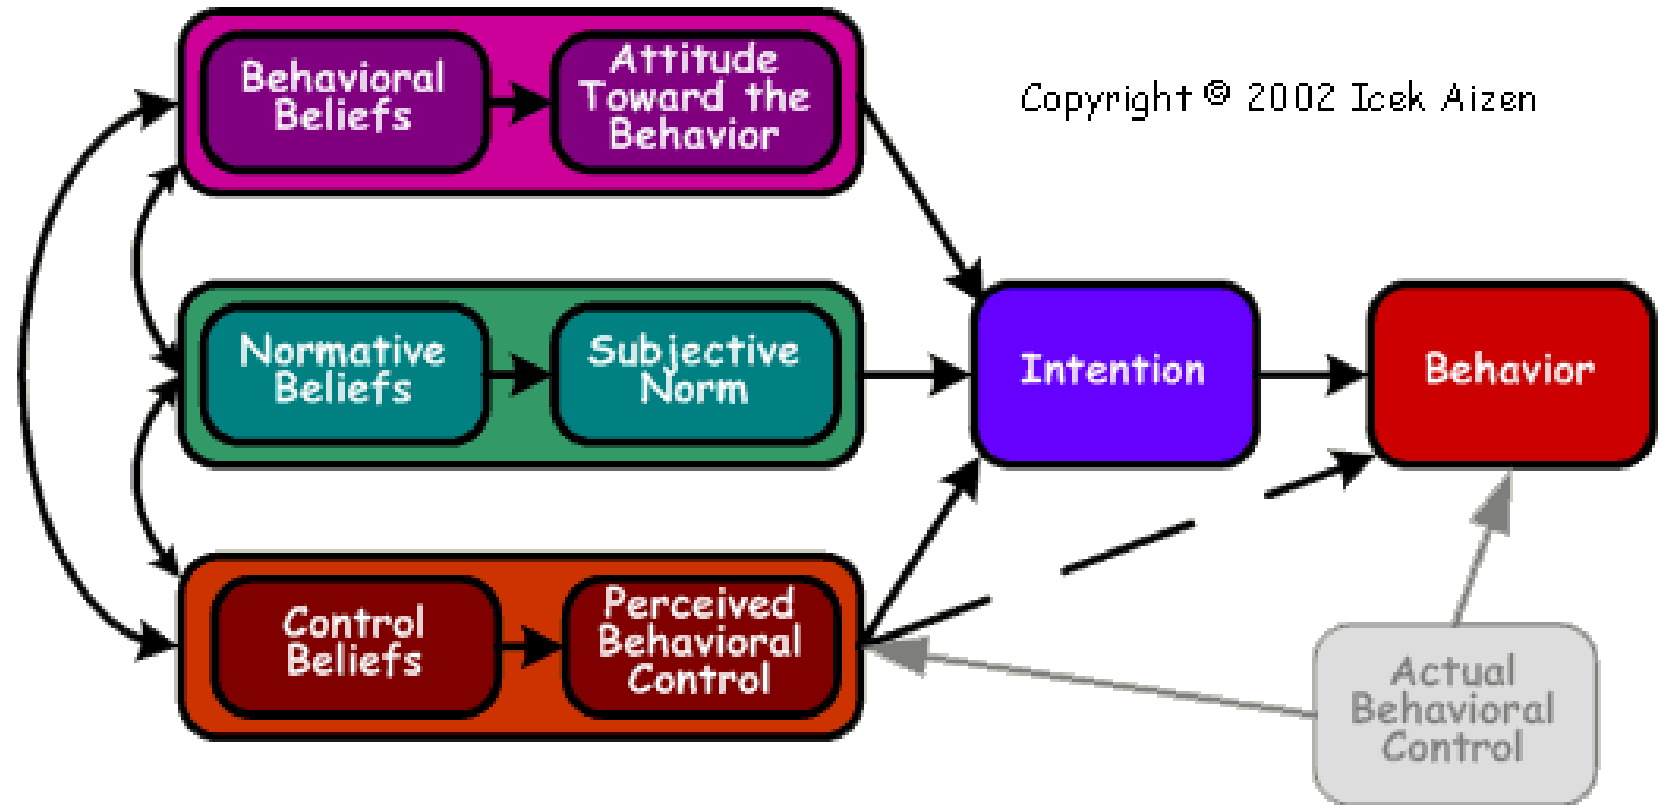 Behavioral
Beliefs
Attitude
Toward the
Behavior
Copyright © 2002 Icek Aizen
Normative
Beliefs
Subjective
Norm
Intention
Behavior
Control
Beliefs
Perceived
Behavioral
Control
Actual
Behavioral
Control